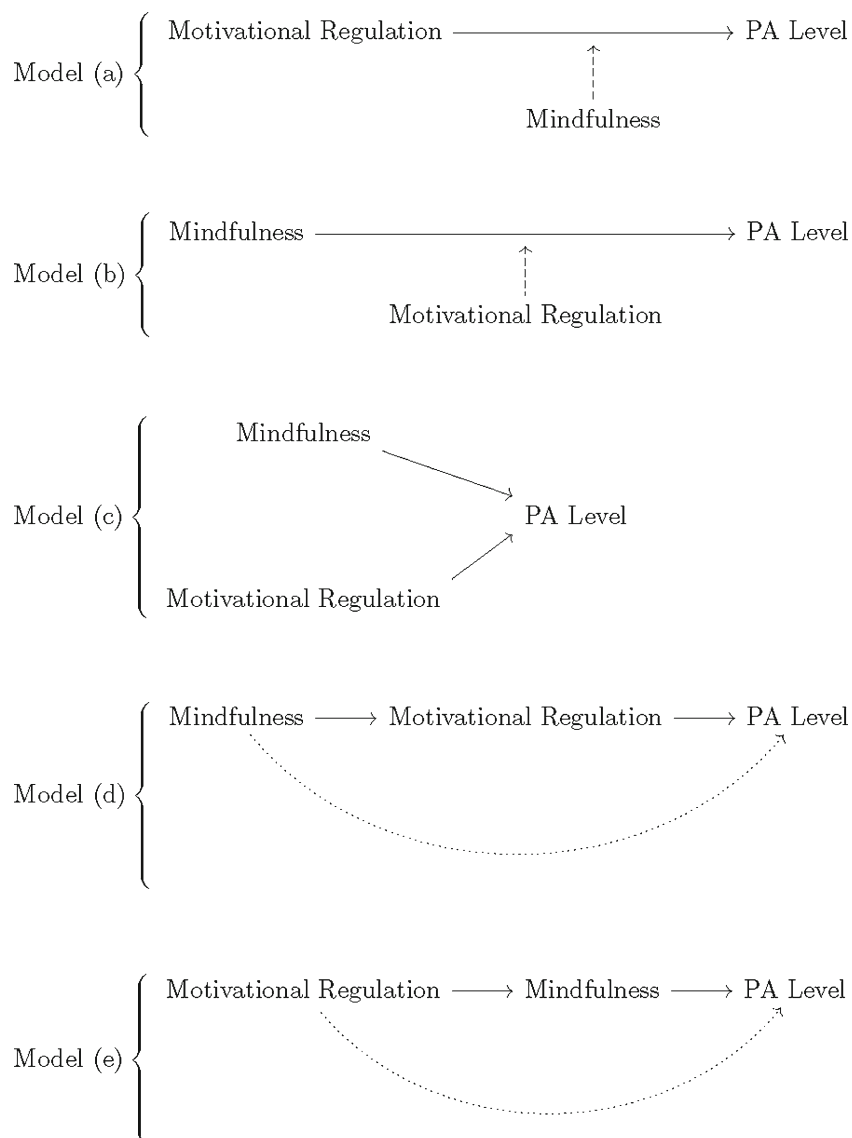 Motivational Regulation PA Level
Model (a)
Mindfulness
Mindfulness PA Level
Model (b)
Motivational Regulation
Mindfulness
Model (c) PA Level
Motivational Regulation
Mindfulness Motivational Regulation PA Level
Model (d)
Motivational Regulation Mindfulness PA Level
Model (e)